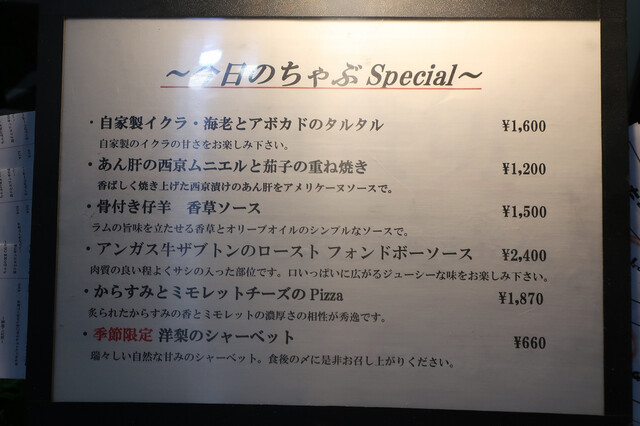 ～今日のちゃぶ Special～
・自家製イクラ・海老とアボカドのタルタル ¥1,600
自家製のイクラの甘さをお楽しみ下さい。
・あん肝の西京ムニエルと茄子の重ね焼き ¥1,200
香ばしく焼き上げた西京漬けのあん肝をアメリケーヌソースで。
・骨付き仔羊 香草ソース ¥1,500
ラムの旨味を立たせる香草とオリーブオイルのシンプルなソースで。
・アンガス牛ザブトンのロースト フォンドボーソース ¥2,400
肉質の良い程よくサシの入った部位です。口いっぱいに広がるジューシーな味をお楽しみ下さい。
・からすみとミモレットチーズの Pizza ¥1,870
炙られたからすみの香とミモレットの濃厚さの相性が秀逸です。
・季節限定 洋梨のシャーベット ¥660
瑞々しい自然な甘みのシャーベット。食後の〆に是非お召し上がりください。